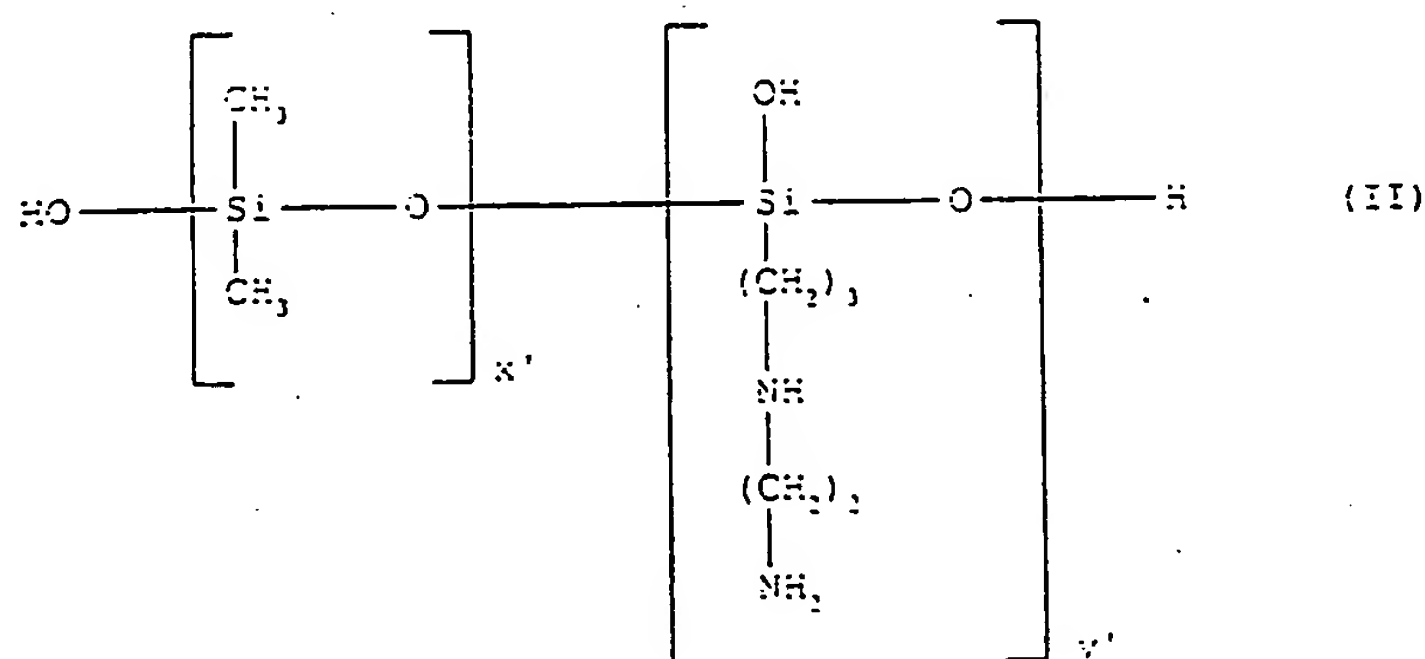 CH₃ OH
HO Si O Si O H (II)
CH₃ (CH₂)₃
x'
NH
(CH₂)₂
NH₂
y'